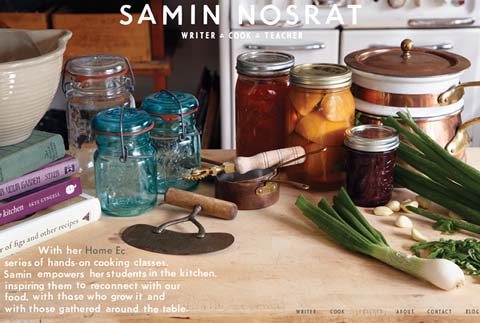 SAMIN NOSRAT
WRITER & COOK & TEACHER
kitchen SKYE GYNGELL
of figs and other recipes
With her Home Ec
series of hands-on cooking classes,
Samin empowers her students in the kitchen,
inspiring them to reconnect with our
food, with those who grow it and
with those gathered around the table.
WRITER COOK TEACHER ABOUT CONTACT BLOG